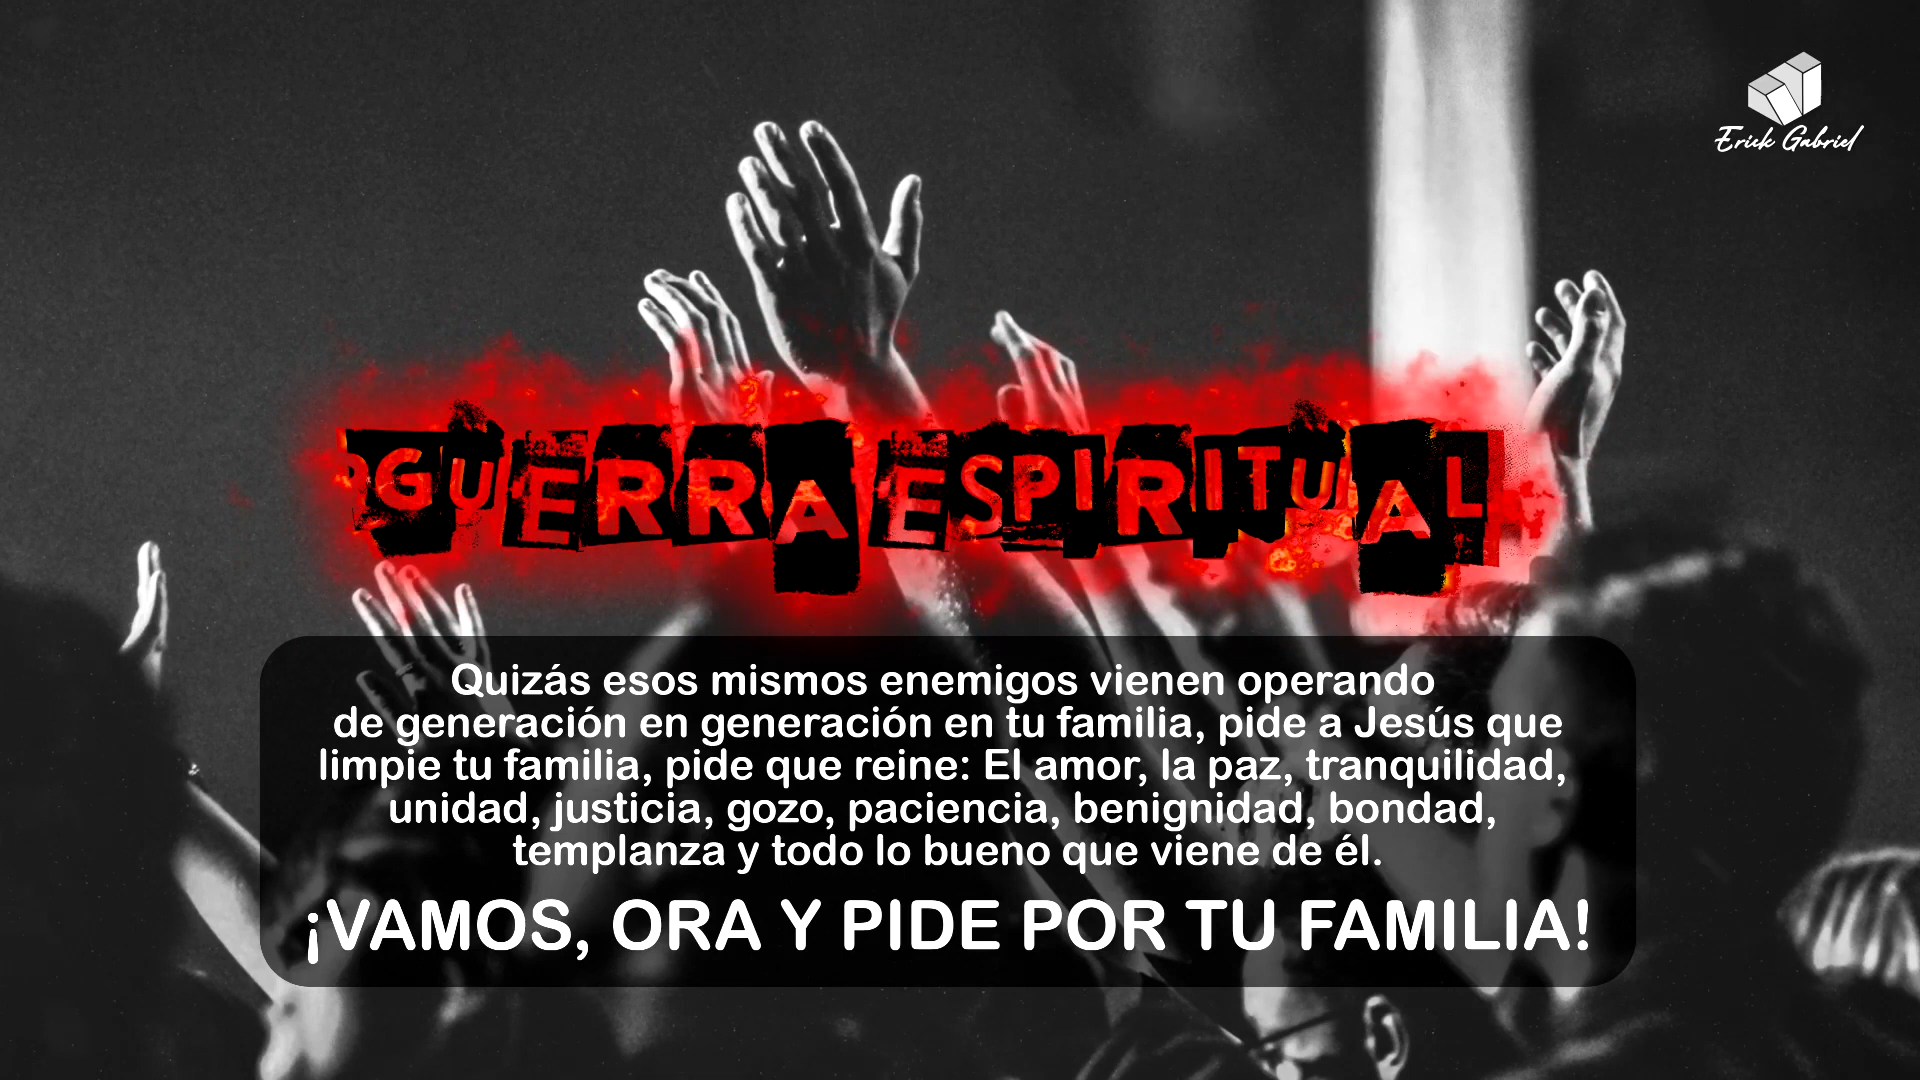 Erick Gabriel
GUERRA ESPIRITUAL
Quizás esos mismos enemigos vienen operando
de generación en generación en tu familia, pide a Jesús que
limpie tu familia, pide que reine: El amor, la paz, tranquilidad,
unidad, justicia, gozo, paciencia, benignidad, bondad,
templanza y todo lo bueno que viene de él.
¡VAMOS, ORA Y PIDE POR TU FAMILIA!